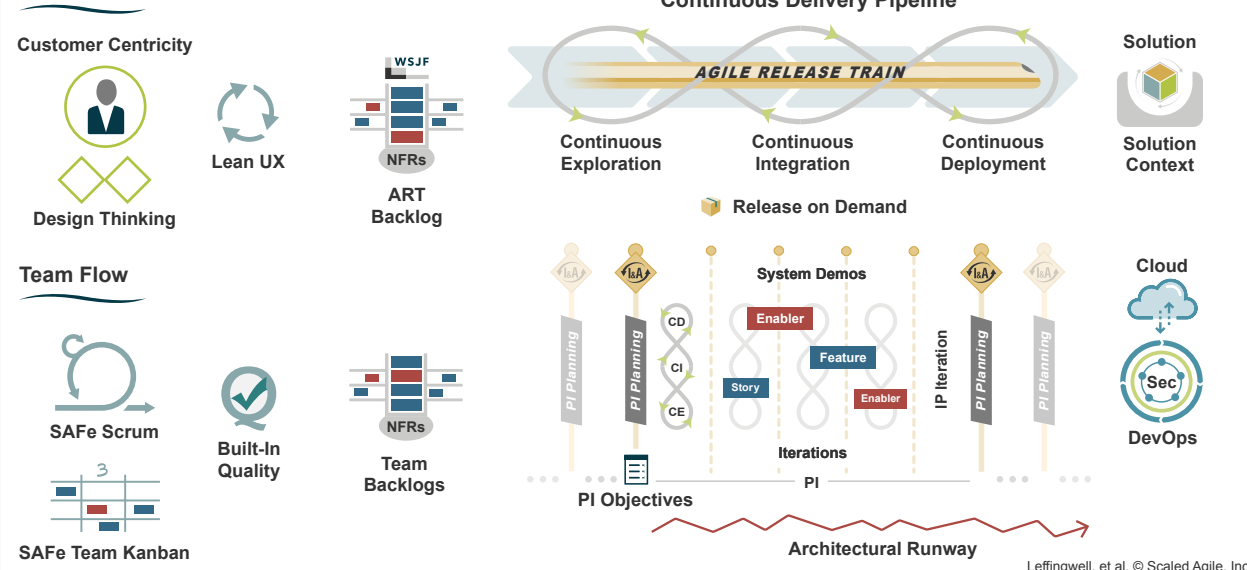 Continuous Delivery Pipeline
Customer Centricity
Design Thinking
Lean UX
WSJF
NFRs
ART
Backlog
AGILE RELEASE TRAIN
Continuous
Exploration
Continuous
Integration
Continuous
Deployment
Solution
Solution
Context
Release on Demand
Team Flow
SAFe Scrum
3
SAFe Team Kanban
Built-In
Quality
NFRs
Team
Backlogs
I&A
I&A
System Demos
I&A
I&A
PI Planning
PI Planning
CD
CI
CE
Enabler
Feature
Story
Enabler
IP Iteration
PI Planning
PI Planning
Iterations
PI
PI Objectives
Architectural Runway
Cloud
Sec
DevOps
Leffingwell, et al. © Scaled Agile, Inc